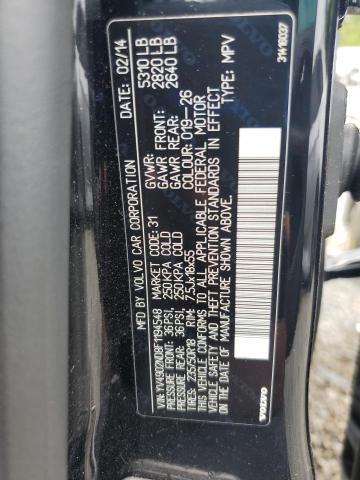 MFD BY VOLVO CAR CORPORATION DATE: 02/14
GVWR: 5310 LB
GAWR FRONT: 2820 LB
GAWR REAR: 2640 LB
MARKET CODE: 31 COLOUR: 019-26
VIN: YV4902NDBF1194548
PRESSURE FRONT: 36PSI, 250KPA COLD
PRESSURE REAR: 36PSI, 250KPA COLD
TIRES: 235/50R18 RIM: 7.5Jx18x55
THIS VEHICLE CONFORMS TO ALL APPLICABLE FEDERAL MOTOR
VEHICLE SAFETY AND THEFT PREVENTION STANDARDS IN EFFECT
ON THE DATE OF MANUFACTURE SHOWN ABOVE. TYPE: MPV
VOLVO 31418037